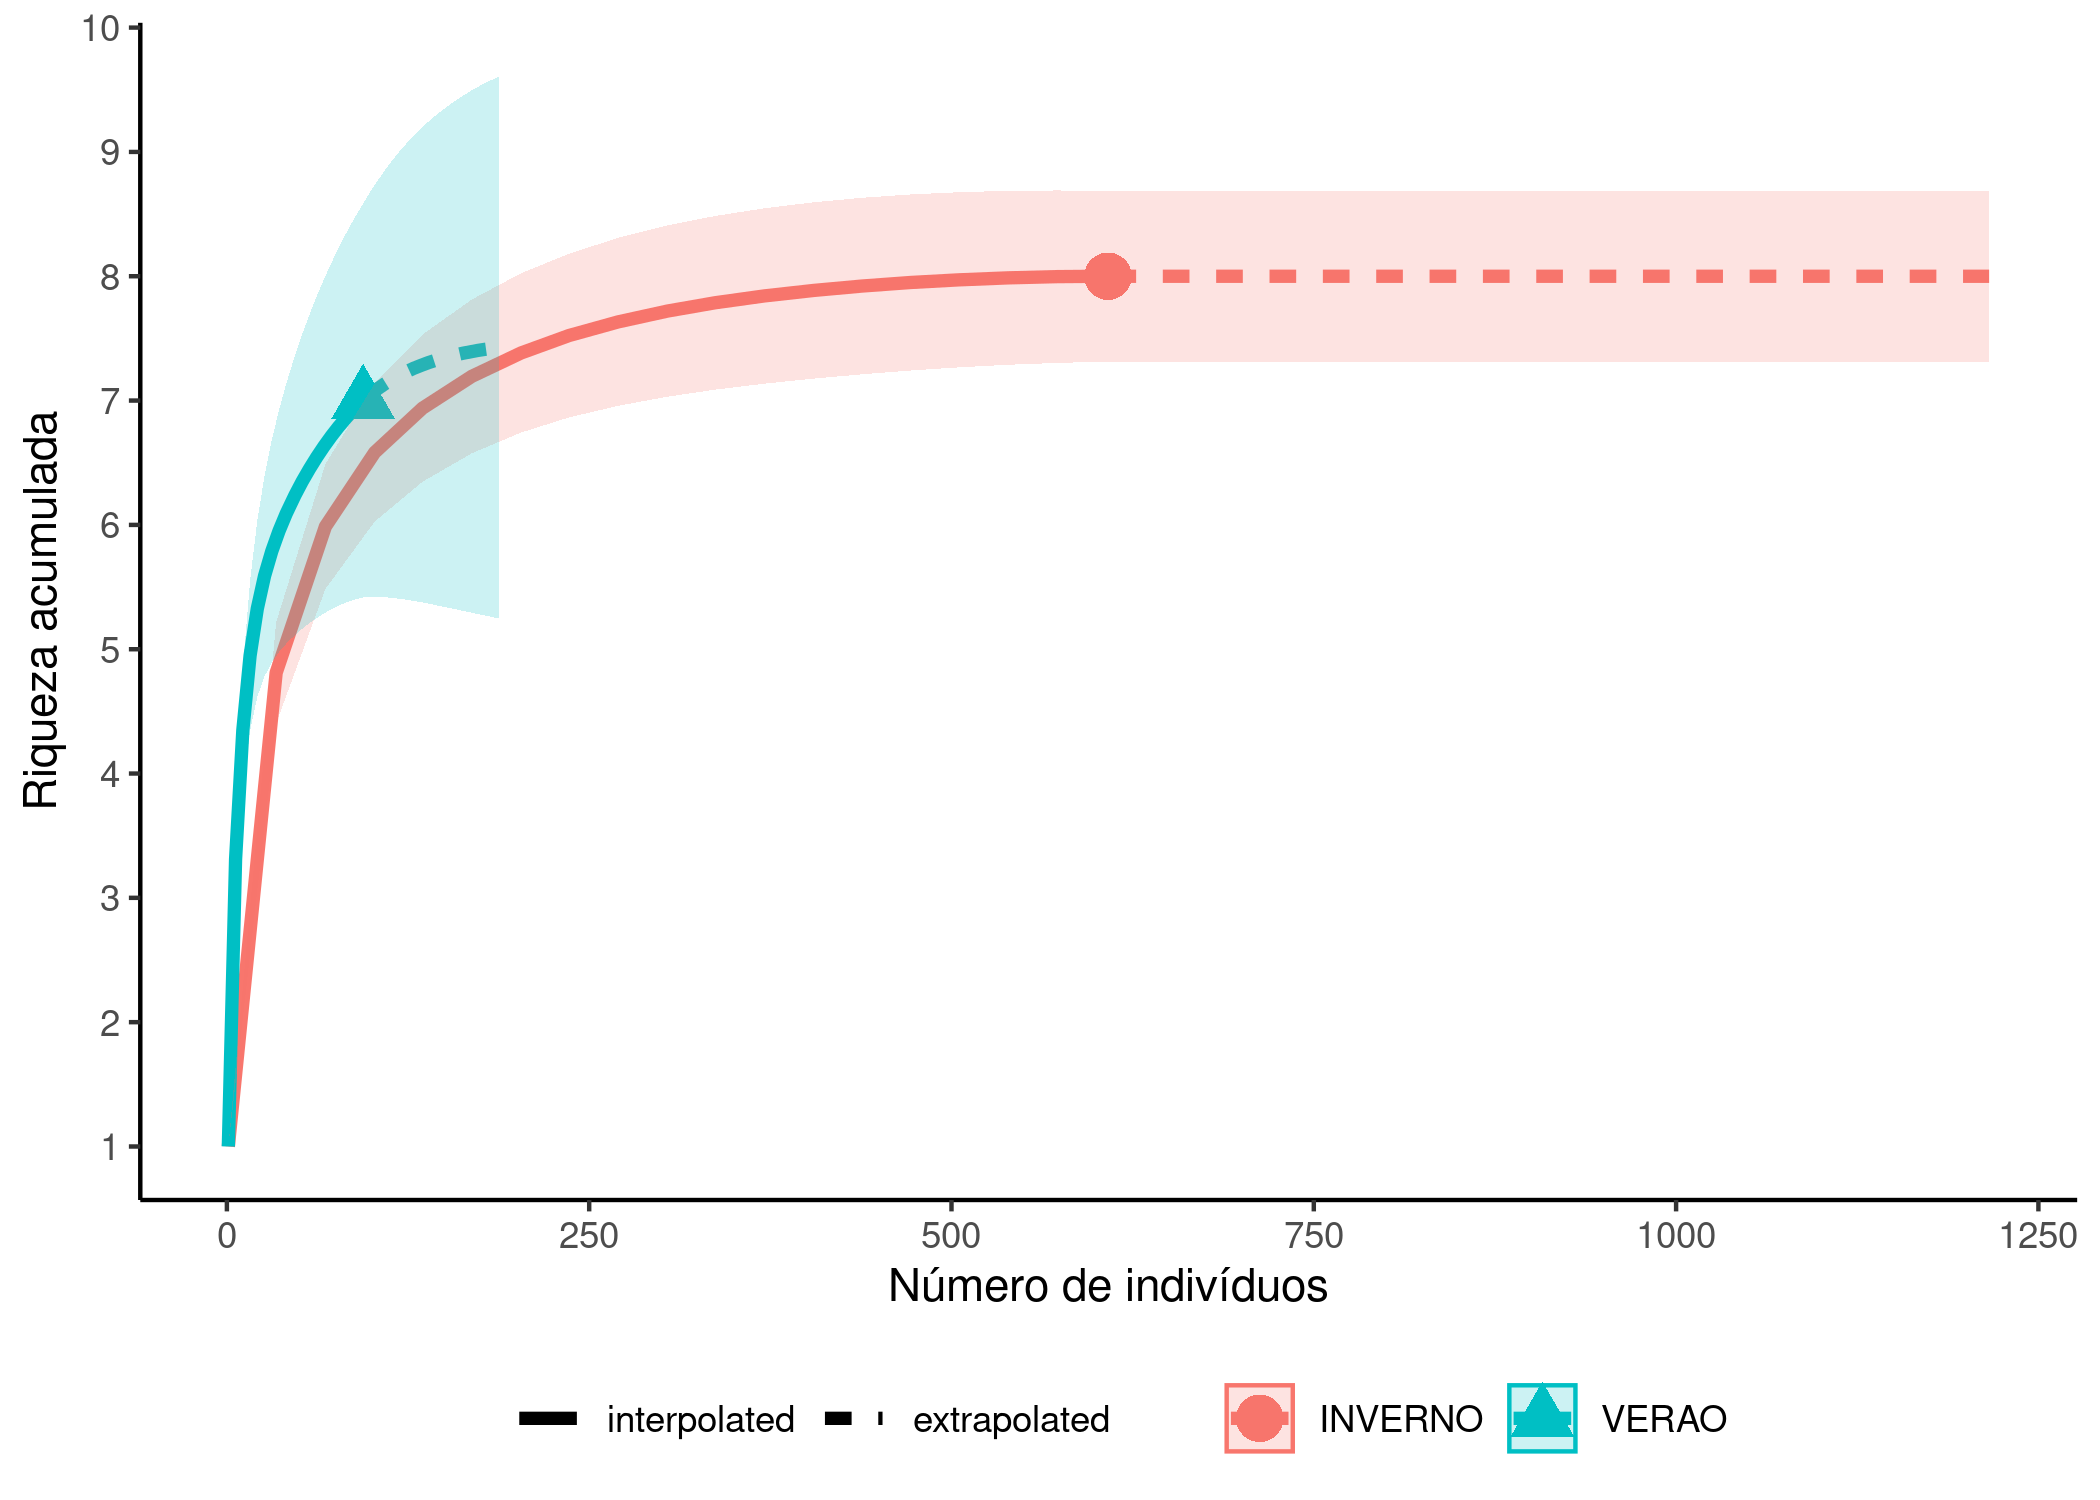 10
9
8
7
6
5
4
3
2
1
Riqueza acumulada
0 250 500 750 1000 1250
Número de indivíduos
interpolated extrapolated INVERNO VERAO